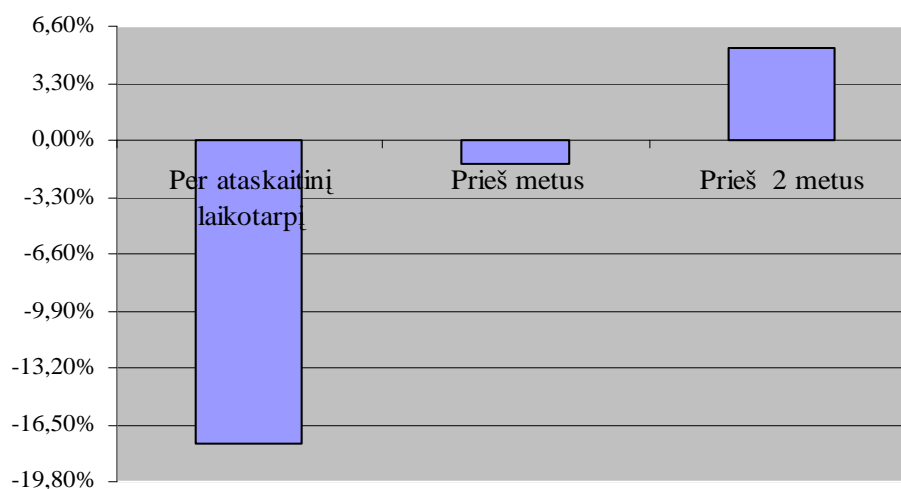 6,60%
3,30%
0,00%
-3,30%
-6,60%
-9,90%
-13,20%
-16,50%
-19,80%
Per ataskaitinį
laikotarpį
Prieš metus
Prieš 2 metus